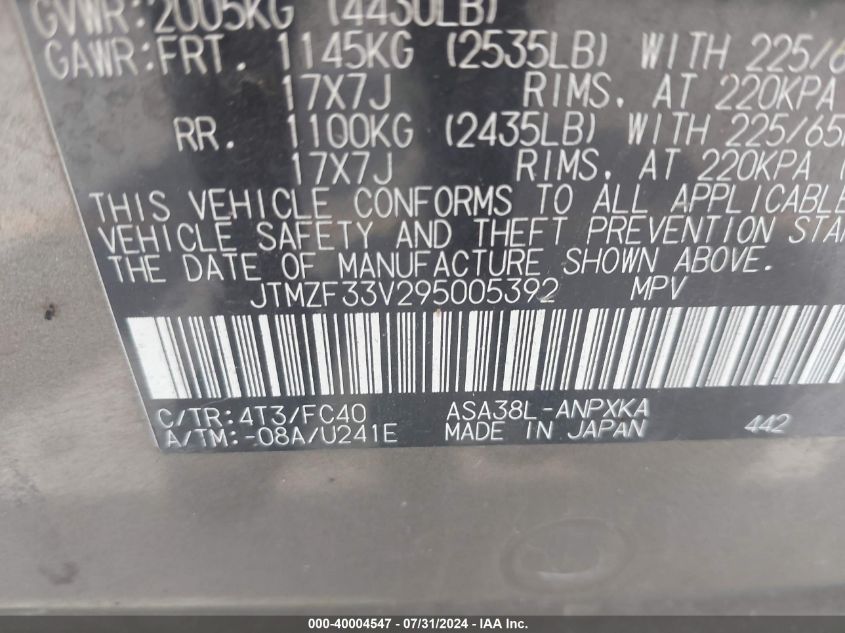 GVWR:2005KG (4430LB)
GAWR:FRT. 1145KG (2535LB) WITH 225/6
17X7J RIMS, AT 220KPA
RR. 1100KG (2435LB) WITH 225/65
17X7J RIMS, AT 220KPA (
THIS VEHICLE CONFORMS TO ALL APPLICABLE
VEHICLE SAFETY AND THEFT PREVENTION STA
THE DATE OF MANUFACTURE SHOWN ABOVE.
JTMZF33V295005392 MPV
C/TR:4T3/FC40 ASA38L-ANPXKA
A/TM:-08A/U241E MADE IN JAPAN 442
000-40004547 / 07/31/2024 - IAA Inc.